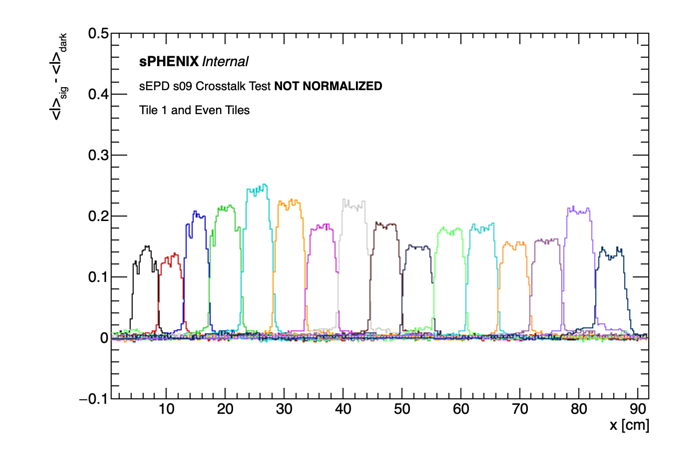 0.5
<I>sig - <I>dark
sPHENIX Internal
sEPD s09 Crosstalk Test NOT NORMALIZED
0.4
Tile 1 and Even Tiles
0.3
0.2
0.1
0
−0.1
10 20 30 40 50 60 70 80 90
x [cm]